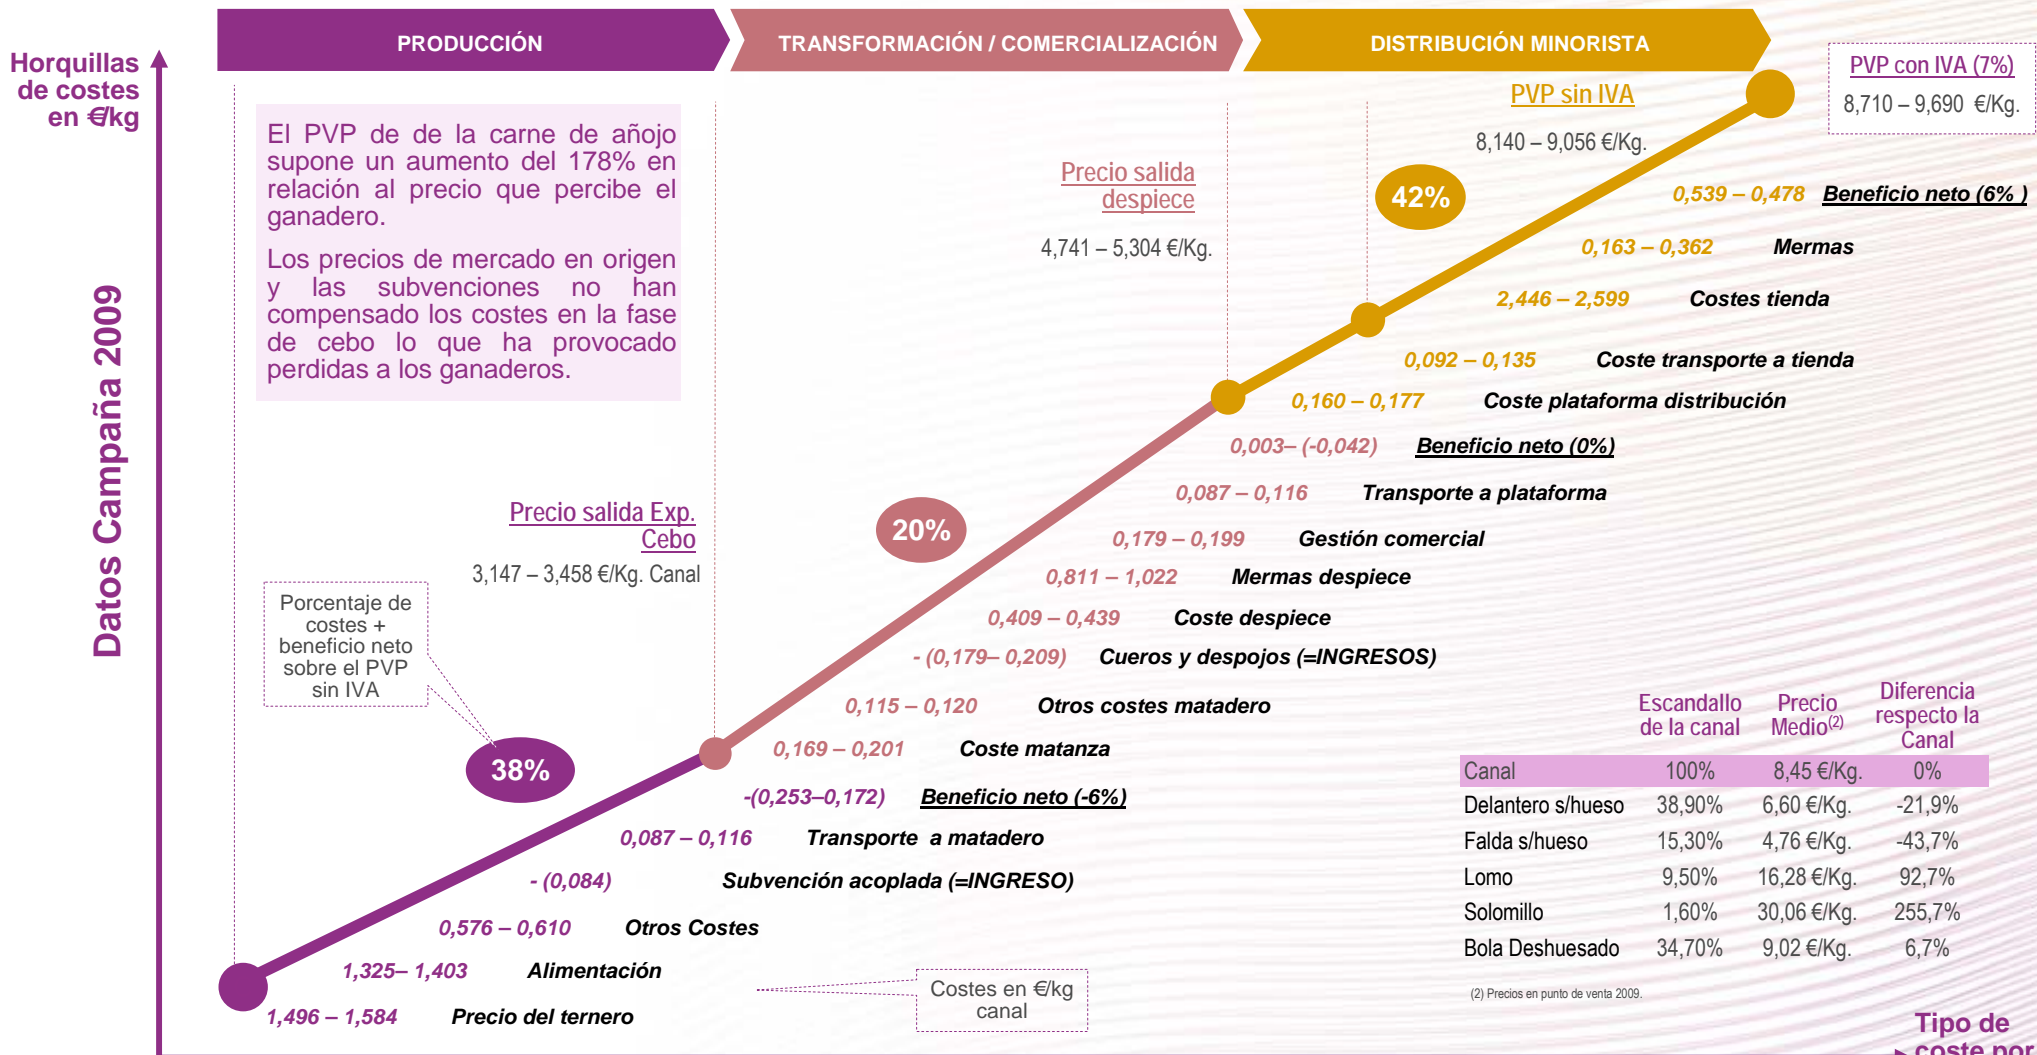 PRODUCCIÓN
TRANSFORMACIÓN / COMERCIALIZACIÓN
DISTRIBUCIÓN MINORISTA
Horquillas
de costes
en €/kg
Datos Campaña 2009
El PVP de de la carne de añojo
supone un aumento del 178% en
relación al precio que percibe el
ganadero.
Los precios de mercado en origen
y las subvenciones no han
compensado los costes en la fase
de cebo lo que ha provocado
perdidas a los ganaderos.
PVP con IVA (7%)
8,710 – 9,690 €/Kg.
PVP sin IVA
8,140 – 9,056 €/Kg.
Precio salida
despiece
4,741 – 5,304 €/Kg.
42%
0,539 – 0,478 Beneficio neto (6% )
0,163 – 0,362 Mermas
2,446 – 2,599 Costes tienda
0,092 – 0,135 Coste transporte a tienda
0,160 – 0,177 Coste plataforma distribución
0,003– (-0,042) Beneficio neto (0%)
0,087 – 0,116 Transporte a plataforma
0,179 – 0,199 Gestión comercial
0,811 – 1,022 Mermas despiece
0,409 – 0,439 Coste despiece
- (0,179– 0,209) Cueros y despojos (=INGRESOS)
0,115 – 0,120 Otros costes matadero
0,169 – 0,201 Coste matanza
20%
Precio salida Exp.
Cebo
3,147 – 3,458 €/Kg. Canal
Porcentaje de
costes +
beneficio neto
sobre el PVP
sin IVA
38%
-(0,253–0,172) Beneficio neto (-6%)
0,087 – 0,116 Transporte a matadero
- (0,084) Subvención acoplada (=INGRESO)
0,576 – 0,610 Otros Costes
1,325– 1,403 Alimentación
1,496 – 1,584 Precio del ternero
Costes en €/kg
canal
Escandallo
de la canal
Precio
Medio(2)
Diferencia
respecto la
Canal
Canal 100% 8,45 €/Kg. 0%
Delantero s/hueso 38,90% 6,60 €/Kg. -21,9%
Falda s/hueso 15,30% 4,76 €/Kg. -43,7%
Lomo 9,50% 16,28 €/Kg. 92,7%
Solomillo 1,60% 30,06 €/Kg. 255,7%
Bola Deshuesado 34,70% 9,02 €/Kg. 6,7%
(2) Precios en punto de venta 2009.
Tipo de
coste por